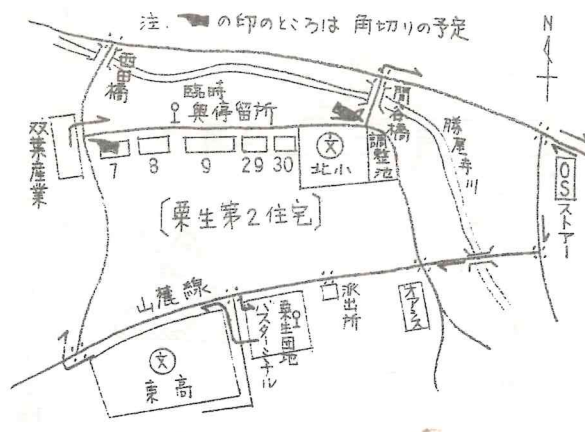 注. の印のところは 角切りの予定
N
西田橋
臨時
奥停留所
間谷橋
勝尾寺川
双葉産業
7
8
9
29
30
文
北小
調整池
OSストアー
〔粟生第2住宅〕
山麓線
粟生団地
バスターミナル
派出所
オアシス
文
東高